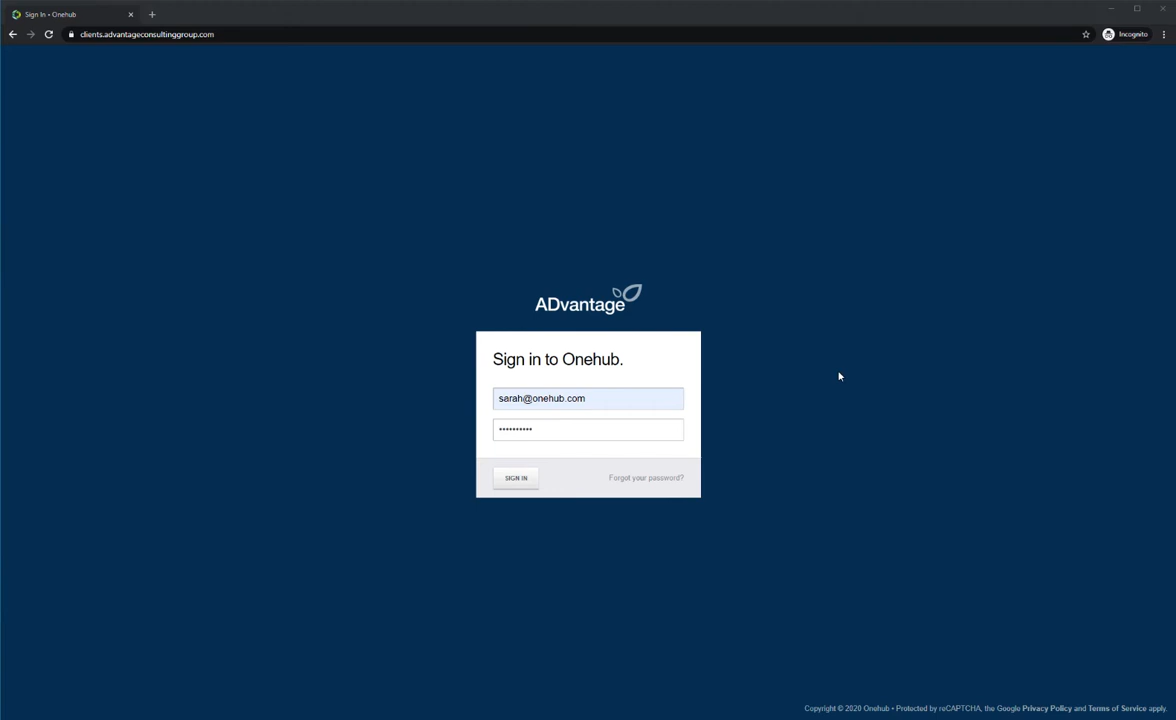 Sign In • Onehub
clients.advantageconsultinggroup.com
Incognito
ADvantage
Sign in to Onehub.
sarah@onehub.com
••••••••••
SIGN IN
Forgot your password?
Copyright © 2020 Onehub • Protected by reCAPTCHA, the Google Privacy Policy and Terms of Service apply.